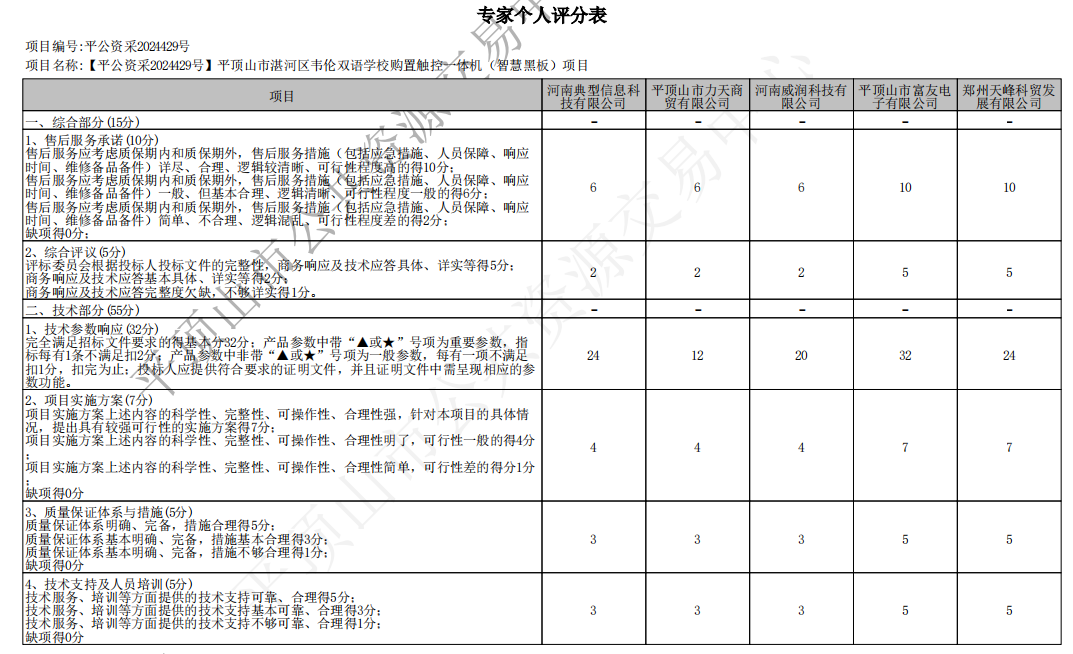 专家个人评分表
项目编号:平公资采2024429号
项目名称:【平公资采2024429号】平顶山市湛河区韦伦双语学校购置触控一体机（智慧黑板）项目
项目 河南典型信息科技有限公司 平顶山市力天商贸有限公司 河南威润科技有限公司 平顶山市富友电子有限公司 郑州天峰科贸发展有限公司
一、综合部分(15分) - - - - -
1、售后服务承诺(10分)
售后服务应考虑质保期内和质保期外，售后服务措施（包括应急措施、人员保障、响应
时间、维修备品备件）详尽、合理、逻辑较清晰、可行性程度高的得10分；
售后服务应考虑质保期内和质保期外，售后服务措施（包括应急措施、人员保障、响应
时间、维修备品备件）一般、但基本合理、逻辑清晰、可行性程度一般的得6分；
售后服务应考虑质保期内和质保期外，售后服务措施（包括应急措施、人员保障、响应
时间、维修备品备件）简单、不合理、逻辑混乱、可行性程度差的得2分；
缺项得0分；
6 6 6 10 10
2、综合评议(5分)
评标委员会根据投标人投标文件的完整性，商务响应及技术应答具体、详实等得5分；
商务响应及技术应答基本具体、详实等得2分；
商务响应及技术应答完整度欠缺，不够详实得1分。
2 2 2 5 5
二、技术部分(55分) - - - - -
1、技术参数响应(32分)
完全满足招标文件要求的得基本分32分；产品参数中带“▲或★”号项为重要参数，指
标每有1条不满足扣2分；产品参数中非带“▲或★”号项为一般参数，每有一项不满足
扣1分，扣完为止；投标人应提供符合要求的证明文件，并且证明文件中需呈现相应的参
数功能。
24 12 20 32 24
2、项目实施方案(7分)
项目实施方案上述内容的科学性、完整性、可操作性、合理性强，针对本项目的具体情
况，提出具有较强可行性的实施方案得7分；
项目实施方案上述内容的科学性、完整性、可操作性、合理性明了，可行性一般的得4分
；
项目实施方案上述内容的科学性、完整性、可操作性、合理性简单，可行性差的得分1分
；
缺项得0分
4 4 4 7 7
3、质量保证体系与措施(5分)
质量保证体系明确、完备，措施合理得5分；
质量保证体系基本明确、完备，措施基本合理得3分；
质量保证体系基本明确、完备，措施不够合理得1分；
缺项得0分
3 3 3 5 5
4、技术支持及人员培训(5分)
技术服务、培训等方面提供的技术支持可靠、合理得5分；
技术服务、培训等方面提供的技术支持基本可靠、合理得3分；
技术服务、培训等方面提供的技术支持不够可靠、合理得1分；
缺项得0分
3 3 3 5 5
平顶山市公共资源交易中心
平顶山市公共资源交易中心